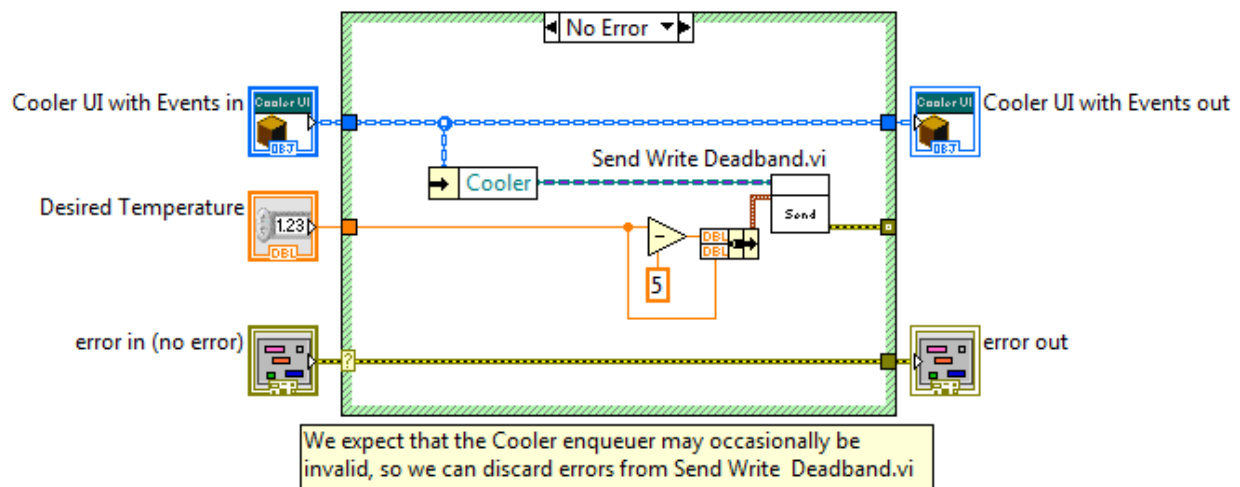 No Error
Cooler UI with Events in
Cooler UI
OBJ
Cooler UI
OBJ
Cooler UI with Events out
Send Write Deadband.vi
Cooler
Desired Temperature
1.23
DBL
Send
DBL
DBL
5
error in (no error)
?
error out
We expect that the Cooler enqueuer may occasionally be
invalid, so we can discard errors from Send Write  Deadband.vi